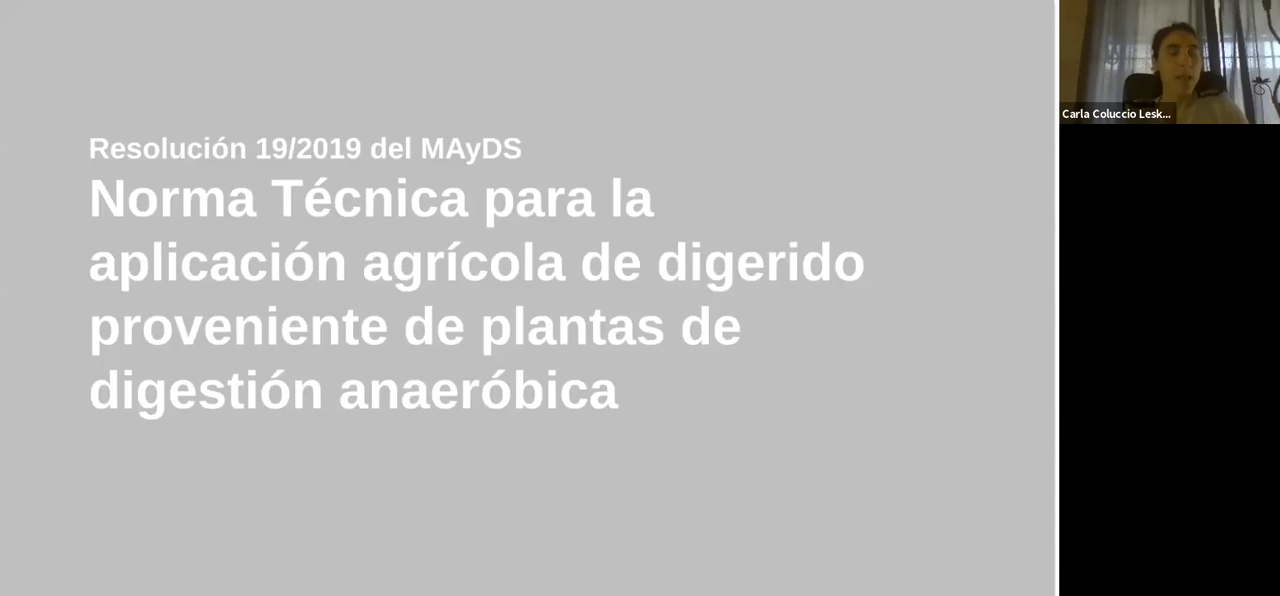 Resolución 19/2019 del MAyDS
Norma Técnica para la
aplicación agrícola de digerido
proveniente de plantas de
digestión anaeróbica
Carla Coluccio Lesk...